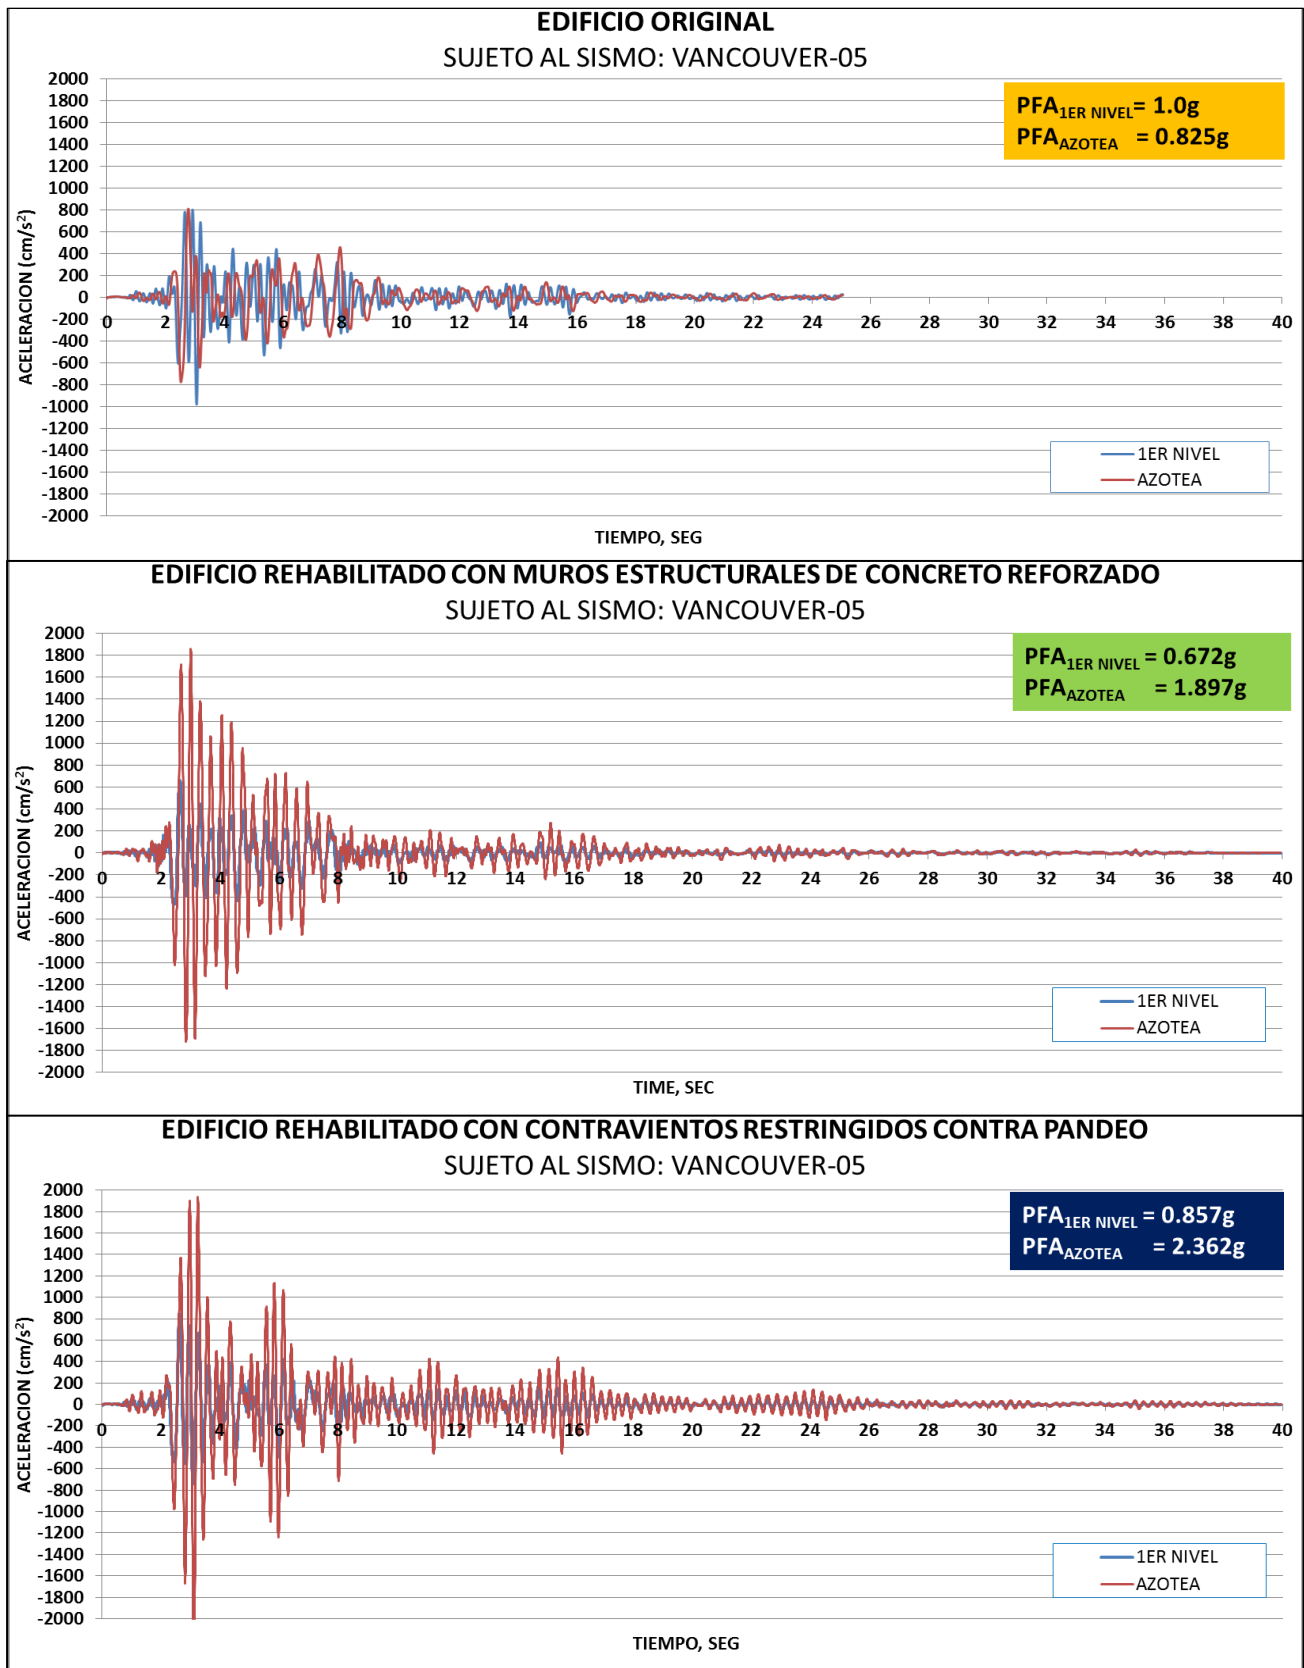 EDIFICIO ORIGINAL
SUJETO AL SISMO: VANCOUVER-05
2000
1800
1600
1400
1200
1000
800
600
400
200
0
-200
-400
-600
-800
-1000
-1200
-1400
-1600
-1800
-2000
ACELERACION (cm/s²)
0 2 4 6 8 10 12 14 16 18 20 22 24 26 28 30 32 34 36 38 40
PFA1ER NIVEL= 1.0g
PFAAZOTEA = 0.825g
1ER NIVEL
AZOTEA
TIEMPO, SEG
EDIFICIO REHABILITADO CON MUROS ESTRUCTURALES DE CONCRETO REFORZADO
SUJETO AL SISMO: VANCOUVER-05
2000
1800
1600
1400
1200
1000
800
600
400
200
0
-200
-400
-600
-800
-1000
-1200
-1400
-1600
-1800
-2000
ACELERACION (cm/s²)
0 2 4 6 8 10 12 14 16 18 20 22 24 26 28 30 32 34 36 38 40
PFA1ER NIVEL = 0.672g
PFAAZOTEA = 1.897g
1ER NIVEL
AZOTEA
TIME, SEC
EDIFICIO REHABILITADO CON CONTRAVIENTOS RESTRINGIDOS CONTRA PANDEO
SUJETO AL SISMO: VANCOUVER-05
2000
1800
1600
1400
1200
1000
800
600
400
200
0
-200
-400
-600
-800
-1000
-1200
-1400
-1600
-1800
-2000
ACELERACION (cm/s²)
0 2 4 6 8 10 12 14 16 18 20 22 24 26 28 30 32 34 36 38 40
PFA1ER NIVEL = 0.857g
PFAAZOTEA = 2.362g
1ER NIVEL
AZOTEA
TIEMPO, SEG